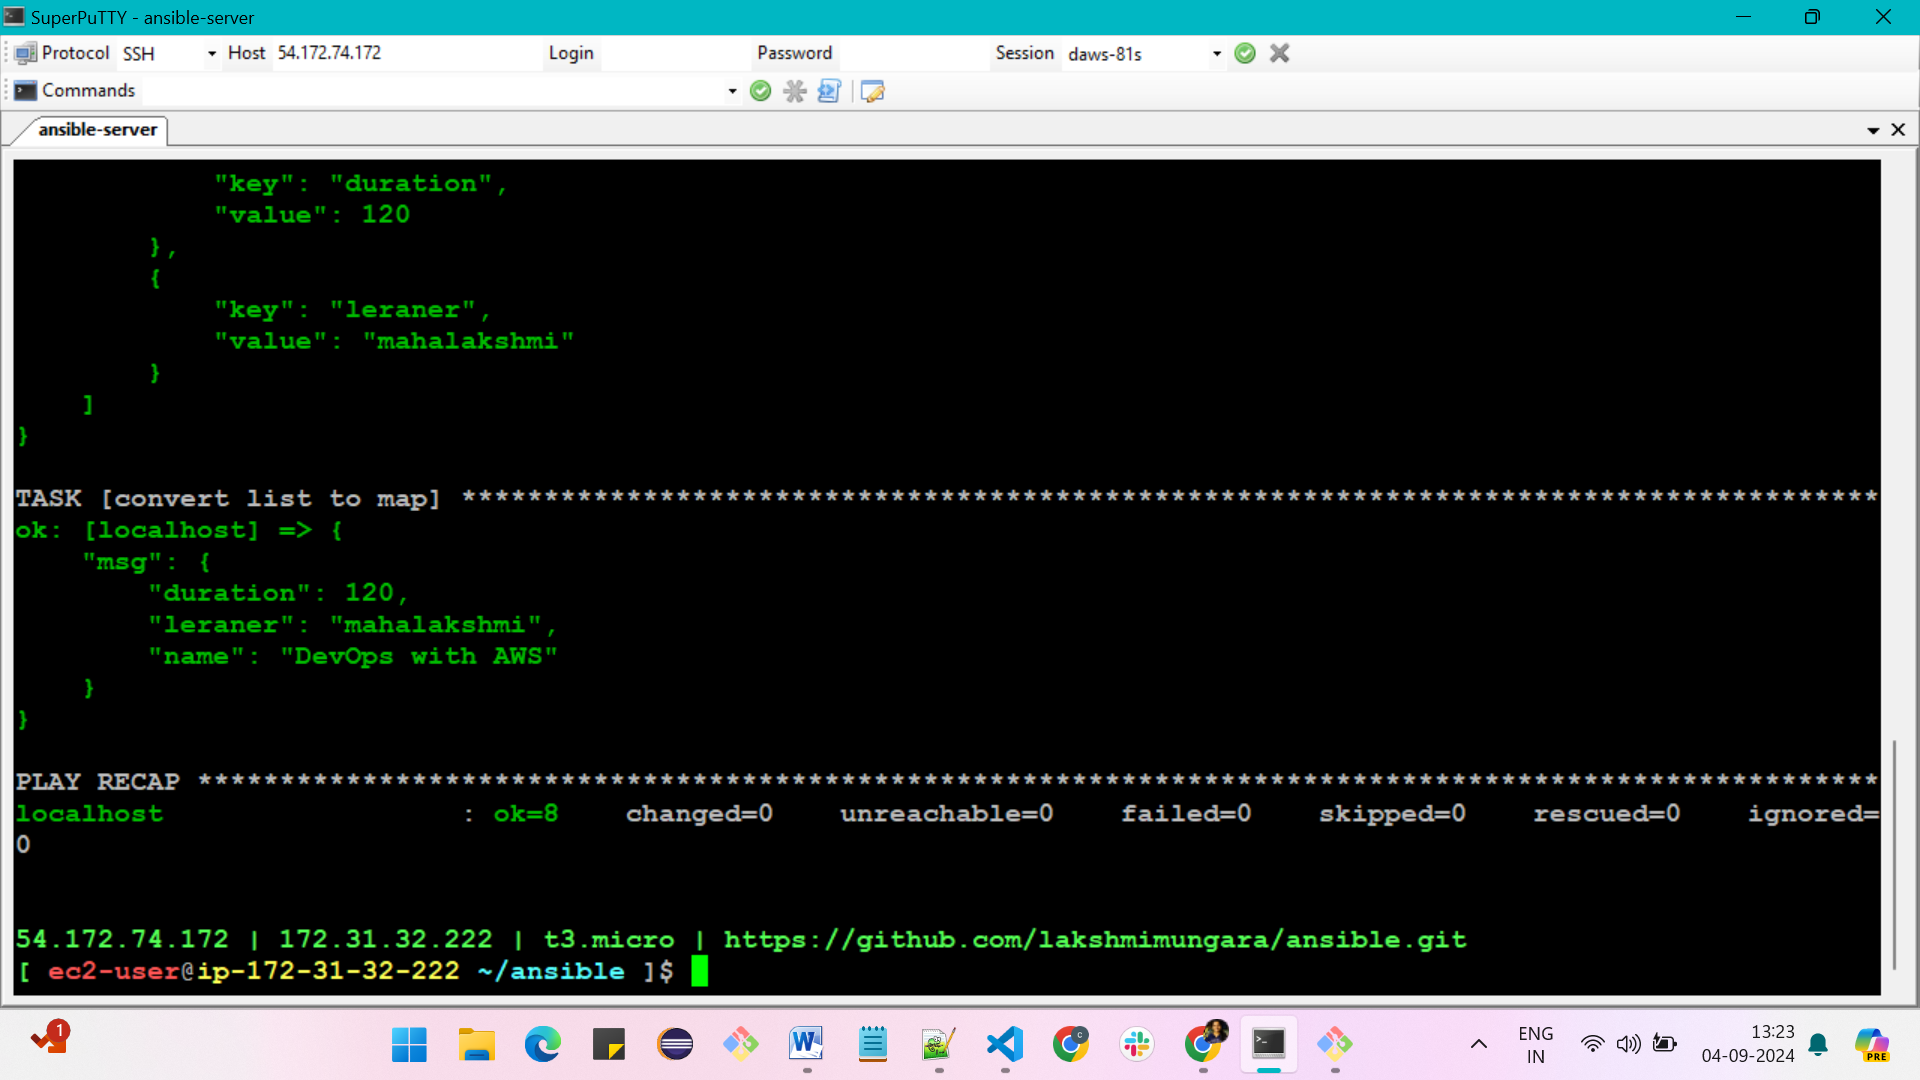 SuperPuTTY - ansible-server
Protocol SSH Host 54.172.74.172 Login Password Session daws-81s
Commands
ansible-server
"key": "duration",
"value": 120
},
{
"key": "leraner",
"value": "mahalakshmi"
}
]
}
TASK [convert list to map] **************************************************************************************
ok: [localhost] => {
"msg": {
"duration": 120,
"leraner": "mahalakshmi",
"name": "DevOps with AWS"
}
}
PLAY RECAP ******************************************************************************************************
localhost : ok=8 changed=0 unreachable=0 failed=0 skipped=0 rescued=0 ignored=
0
54.172.74.172 | 172.31.32.222 | t3.micro | https://github.com/lakshmimungara/ansible.git
[ ec2-user@ip-172-31-32-222 ~/ansible ]$
1
ENG
IN
13:23
04-09-2024
PRE